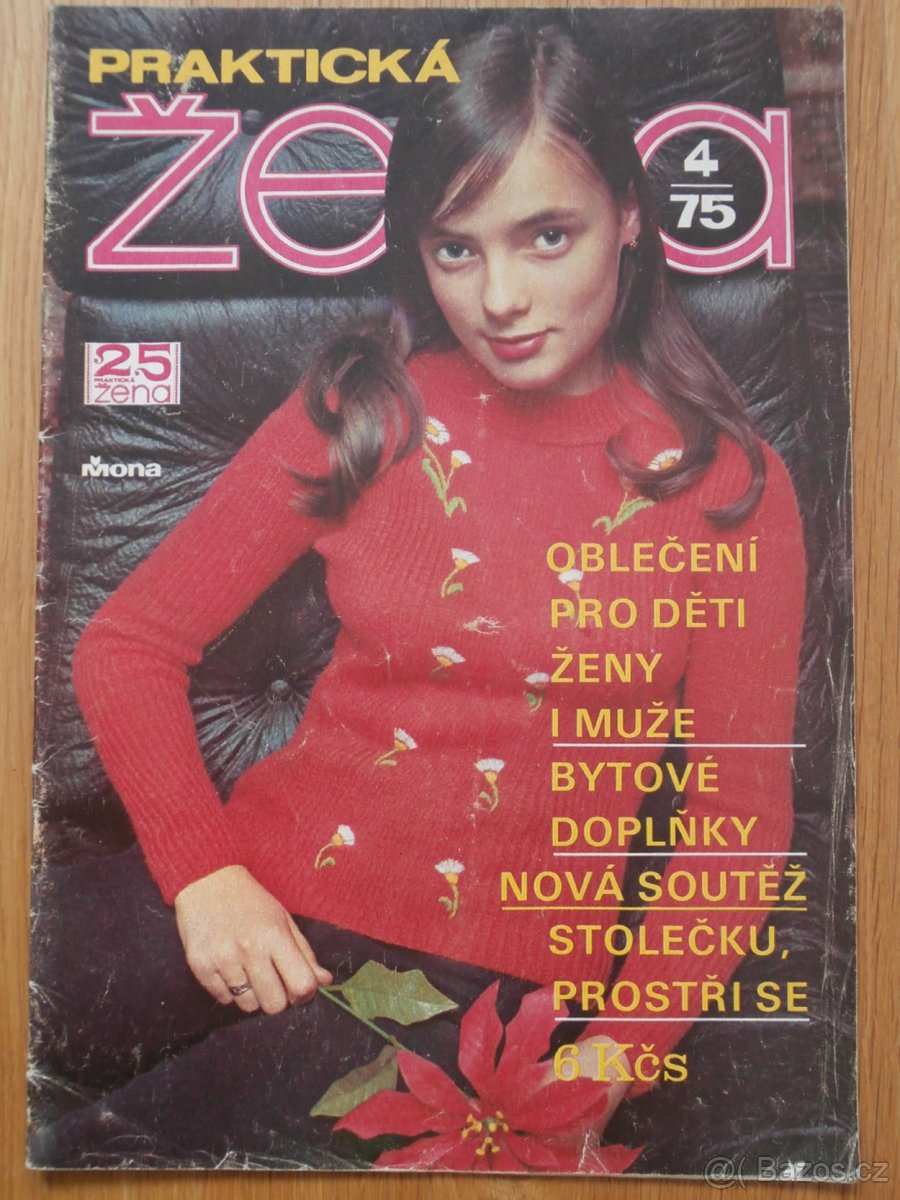 PRAKTICKÁ
že a
4
75
25
PRAKTICKÁ
žena
Mona
OBLEČENÍ
PRO DĚTI
ŽENY
I MUŽE
BYTOVÉ
DOPLŇKY
NOVÁ SOUTĚŽ
STOLEČKU,
PROSTŘI SE
6 Kčs
@( Bazos.cz